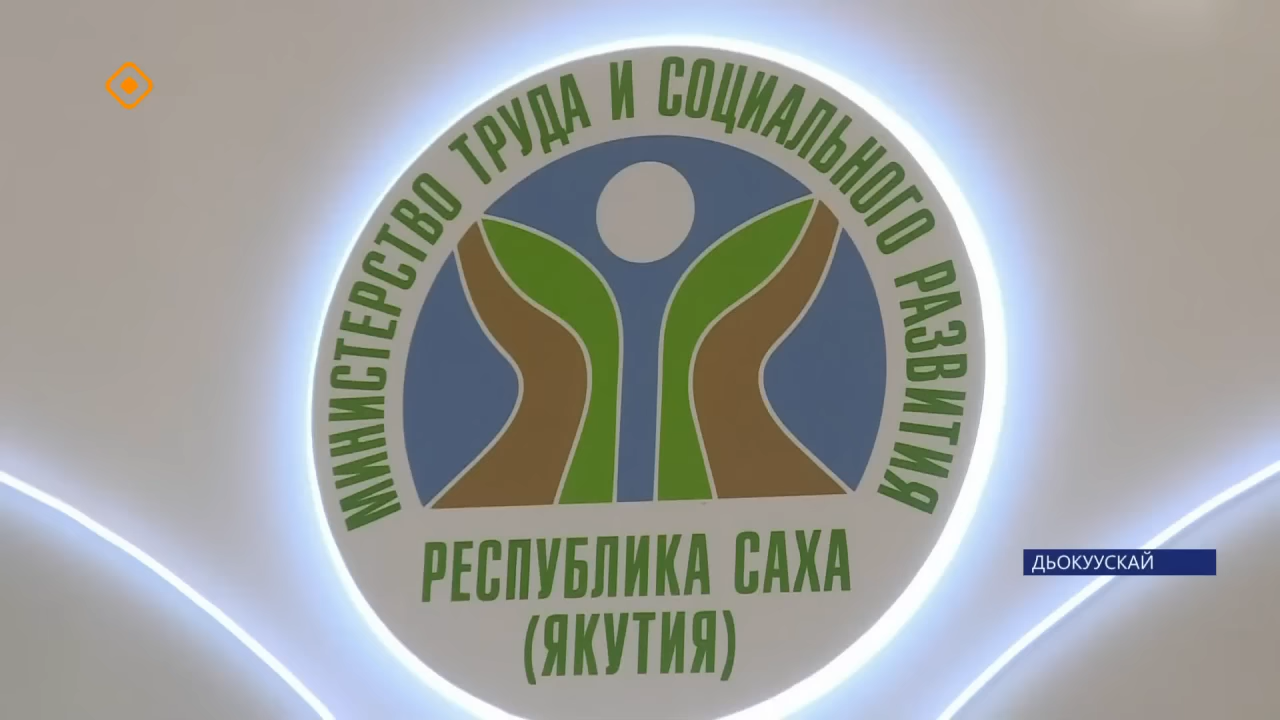 МИНИСТЕРСТВО ТРУДА И СОЦИАЛЬНОГО РАЗВИТИЯ
РЕСПУБЛИКА САХА
(ЯКУТИЯ)
ДЬОКУУСКАЙ